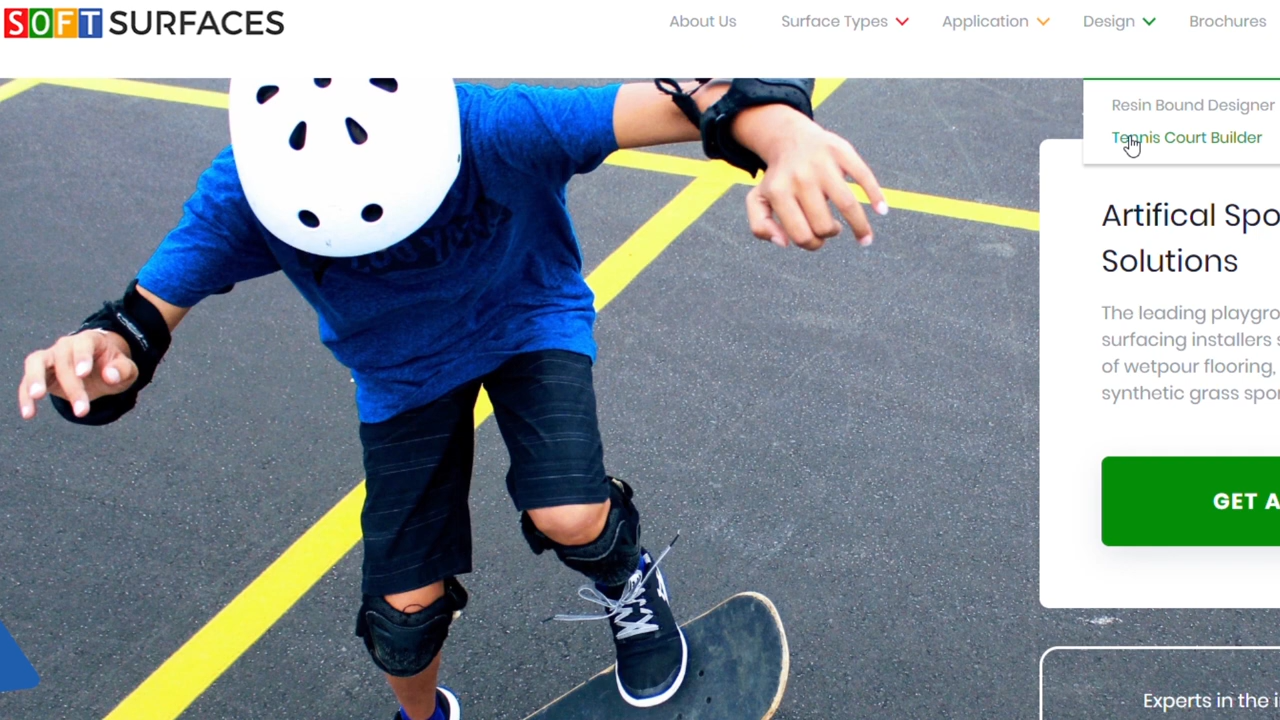 SOFT SURFACES
About Us
Surface Types
Application
Design
Brochures
Resin Bound Designer
Tennis Court Builder
Artifical Spo
Solutions
The leading playgro
surfacing installers s
of wetpour flooring,
synthetic grass spo
GET A
Experts in the i